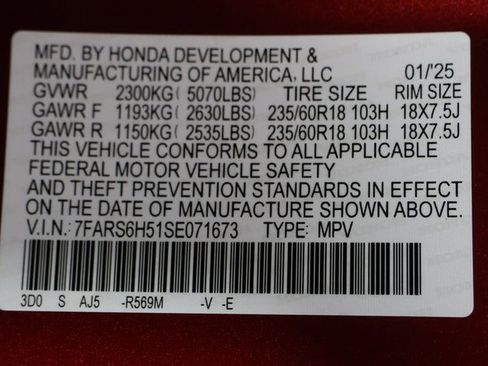 MFD. BY HONDA DEVELOPMENT &
MANUFACTURING OF AMERICA, LLC 01/'25
GVWR 2300KG( 5070LBS) TIRE SIZE RIM SIZE
GAWR F 1193KG( 2630LBS) 235/60R18 103H 18X7.5J
GAWR R 1150KG( 2535LBS) 235/60R18 103H 18X7.5J
THIS VEHICLE CONFORMS TO ALL APPLICABLE
FEDERAL MOTOR VEHICLE SAFETY
AND THEFT PREVENTION STANDARDS IN EFFECT
ON THE DATE OF MANUFACTURE SHOWN ABOVE.
V.I.N.: 7FARS6H51SE071673 TYPE: MPV
3D0 S AJ5 -R569M -V -E